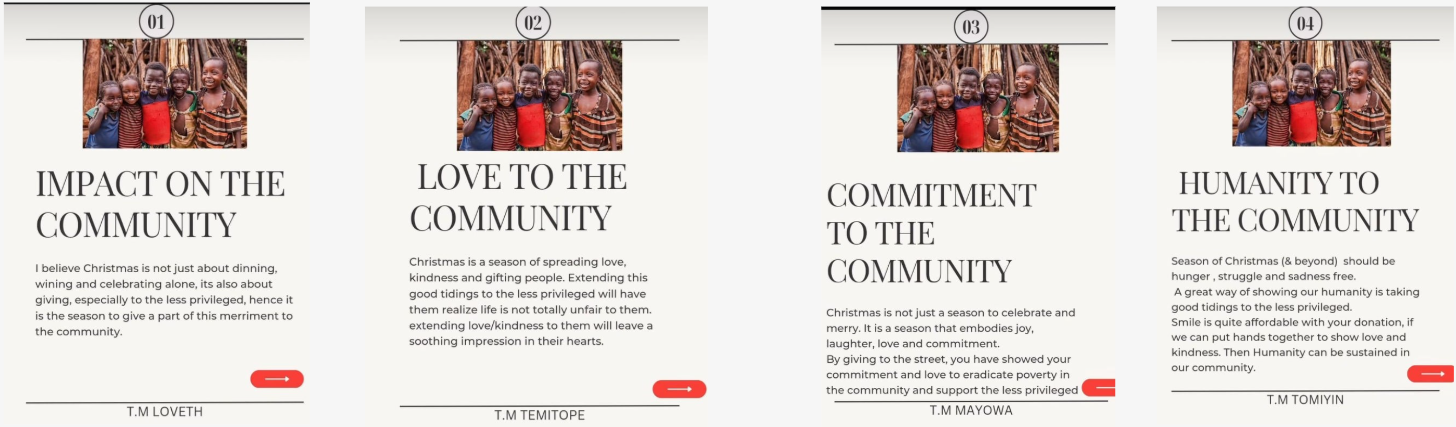 01
IMPACT ON THE
COMMUNITY
I believe Christmas is not just about dinning,
wining and celebrating alone, its also about
giving, especially to the less privileged, hence it
is the season to give a part of this merriment to
the community.
T.M LOVETH
02
LOVE TO THE
COMMUNITY
Christmas is a season of spreading love,
kindness and gifting people. Extending this
good tidings to the less privileged will have
them realize life is not totally unfair to them.
extending love/kindness to them will leave a
soothing impression in their hearts.
T.M TEMITOPE
03
COMMITMENT
TO THE
COMMUNITY
Christmas is not just a season to celebrate and
merry. It is a season that embodies joy,
laughter, love and commitment.
By giving to the street, you have showed your
commitment and love to eradicate poverty in
the community and support the less privileged
T.M MAYOWA
04
HUMANITY TO
THE COMMUNITY
Season of Christmas (& beyond) should be
hunger , struggle and sadness free.
A great way of showing our humanity is taking
good tidings to the less privileged.
Smile is quite affordable with your donation, if
we can put hands together to show love and
kindness. Then Humanity can be sustained in
our community.
T.M TOMIYIN